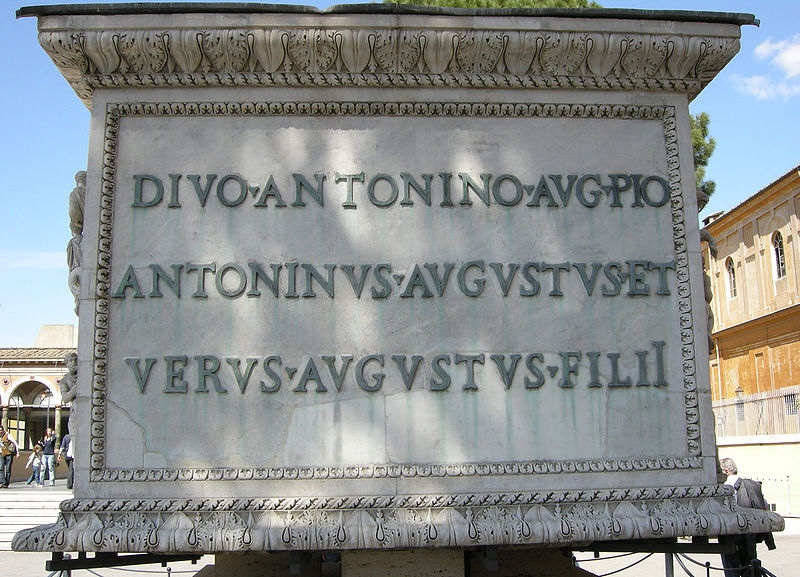 DIVO·ANTONINO·AVG·PIO
ANTONINVS·AVGVSTVS·ET
VERVS·AVGVSTVS·FILII